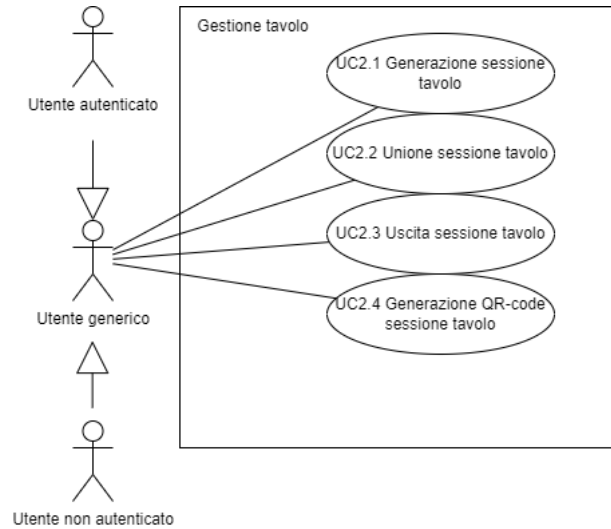 Gestione tavolo
UC2.1 Generazione sessione
tavolo
Utente autenticato
UC2.2 Unione sessione tavolo
UC2.3 Uscita sessione tavolo
Utente generico
UC2.4 Generazione QR-code
sessione tavolo
Utente non autenticato